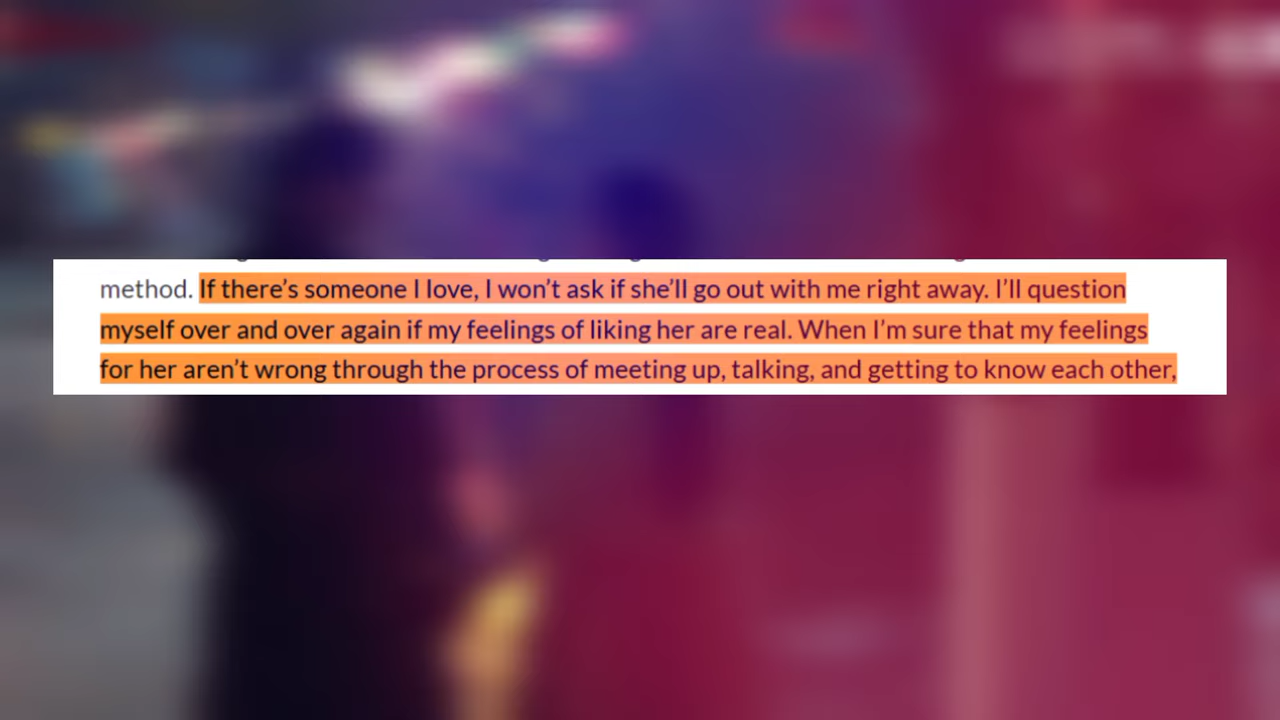 method. If there’s someone I love, I won’t ask if she’ll go out with me right away. I’ll question
myself over and over again if my feelings of liking her are real. When I’m sure that my feelings
for her aren’t wrong through the process of meeting up, talking, and getting to know each other,